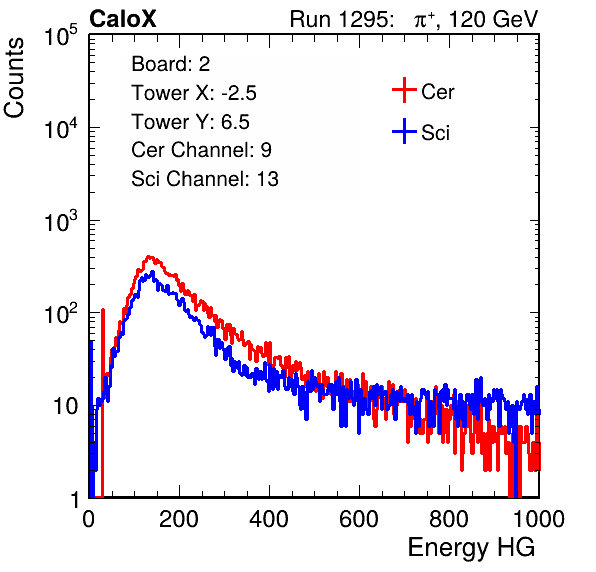 CaloX
Run 1295: π⁺, 120 GeV
Counts
10⁵
10⁴
10³
10²
10
1
Board: 2
Tower X: -2.5
Tower Y: 6.5
Cer Channel: 9
Sci Channel: 13
Cer
Sci
0 200 400 600 800 1000
Energy HG